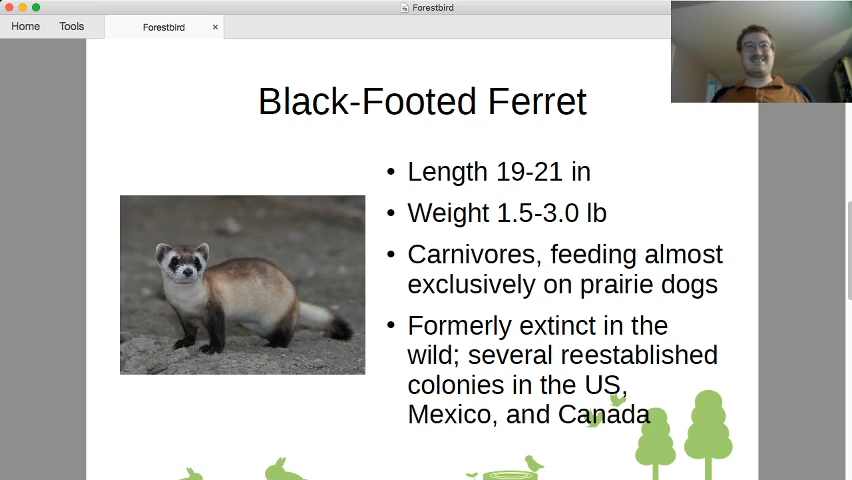 Forestbird
Home Tools Forestbird ×
Black-Footed Ferret
• Length 19-21 in
• Weight 1.5-3.0 lb
• Carnivores, feeding almost
exclusively on prairie dogs
• Formerly extinct in the
wild; several reestablished
colonies in the US,
Mexico, and Canada